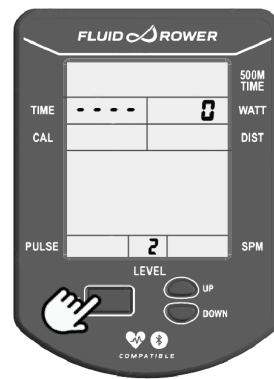 FLUID ROWER
500M
TIME
TIME - - - - 0 WATT
CAL DIST
PULSE 2 SPM
LEVEL
UP
DOWN
COMPATIBLE